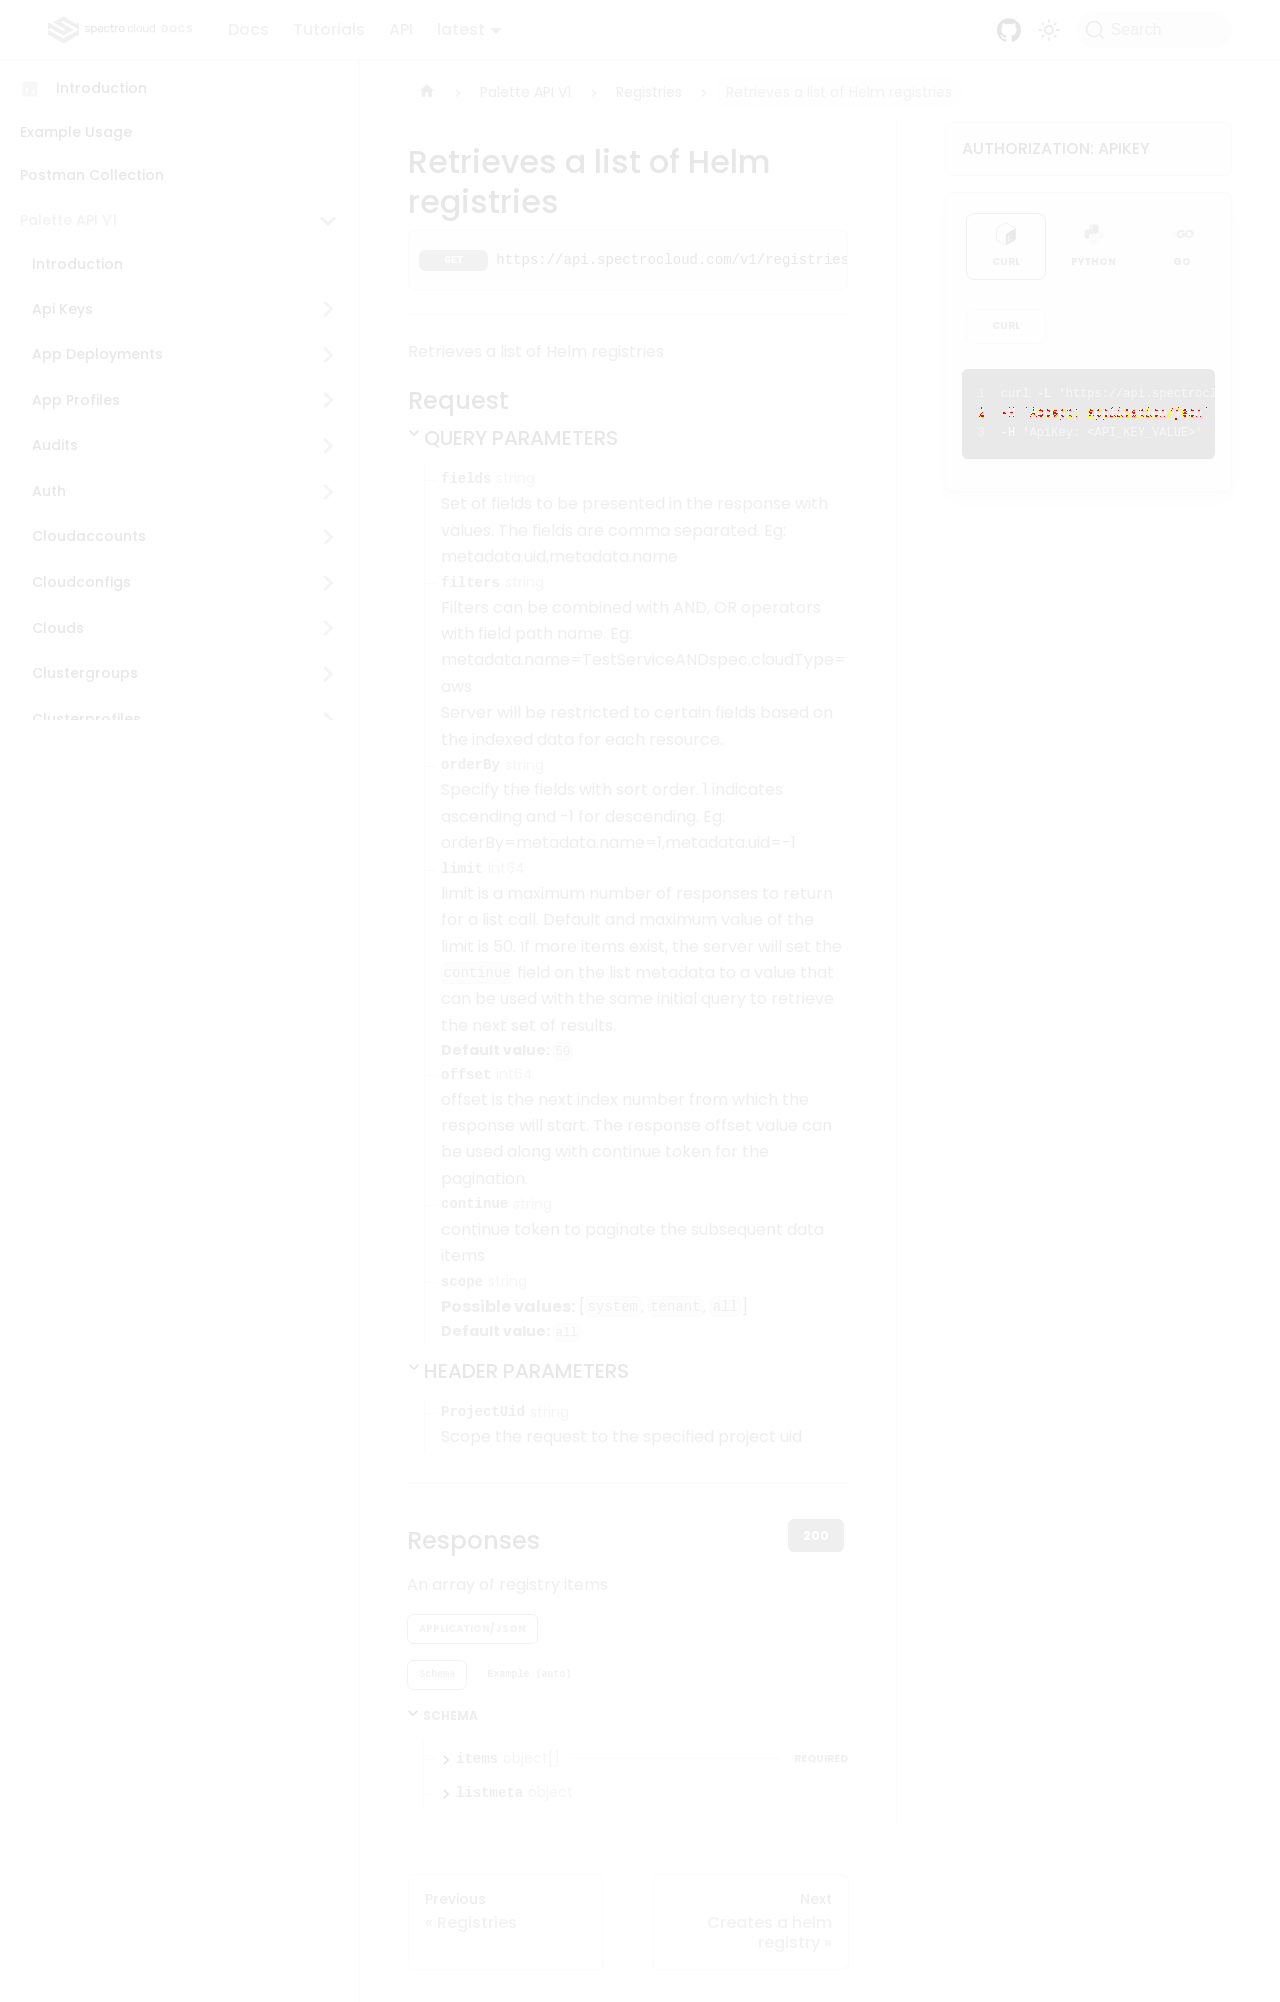 spectro cloud DOCS
Docs
Tutorials
API
latest
Search
Introduction
Example Usage
Postman Collection
Palette API V1
Introduction
Api Keys
App Deployments
App Profiles
Audits
Auth
Cloudaccounts
Cloudconfigs
Clouds
Clustergroups
Clusterprofiles
Palette API V1
Registries
Retrieves a list of Helm registries
Retrieves a list of Helm
registries
GET https://api.spectrocloud.com/v1/registries
Retrieves a list of Helm registries
Request
QUERY PARAMETERS
fields string
Set of fields to be presented in the response with
values. The fields are comma separated. Eg:
metadata.uid,metadata.name
filters string
Filters can be combined with AND, OR operators
with field path name. Eg:
metadata.name=TestServiceANDspec.cloudType=
aws
Server will be restricted to certain fields based on
the indexed data for each resource.
orderBy string
Specify the fields with sort order. 1 indicates
ascending and -1 for descending. Eg:
orderBy=metadata.name=1,metadata.uid=-1
limit int64
limit is a maximum number of responses to return
for a list call. Default and maximum value of the
limit is 50. If more items exist, the server will set the
continue field on the list metadata to a value that
can be used with the same initial query to retrieve
the next set of results.
Default value: 50
offset int64
offset is the next index number from which the
response will start. The response offset value can
be used along with continue token for the
pagination.
continue string
continue token to paginate the subsequent data
items
scope string
Possible values: [system, tenant, all]
Default value: all
HEADER PARAMETERS
ProjectUid string
Scope the request to the specified project uid
Responses
200
An array of registry items
APPLICATION/JSON
Schema
Example (auto)
SCHEMA
items object[]
REQUIRED
listmeta object
Previous
« Registries
Next
Creates a helm
registry »
AUTHORIZATION: APIKEY
CURL
PYTHON
GO
GO
CURL
1 curl -L 'https://api.spectrocl
2 -H 'Accept: application/json'
3 -H 'ApiKey: <API_KEY_VALUE>'